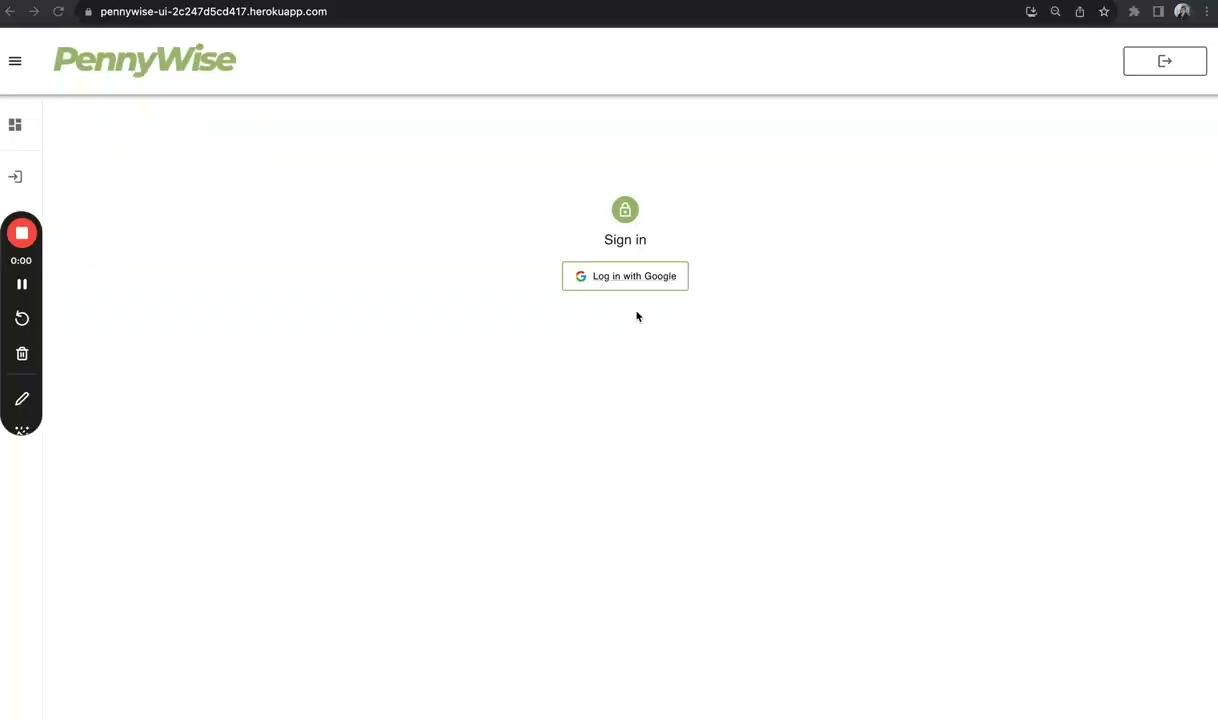 pennywise-ui-2c247d5cd417.herokuapp.com
PennyWise
0:00
Sign in
Log in with Google